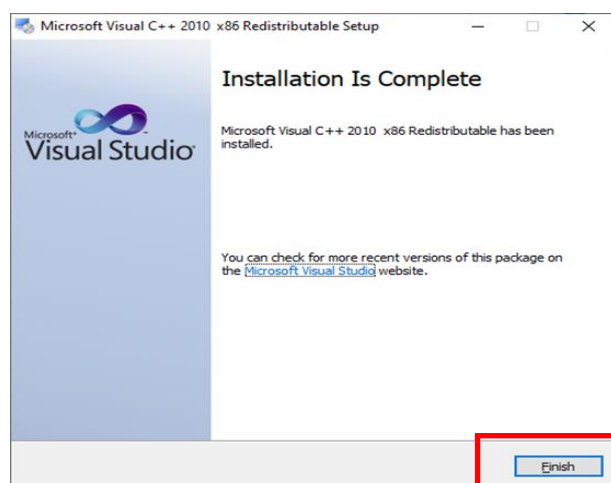 Microsoft Visual C++ 2010 x86 Redistributable Setup
Installation Is Complete
Microsoft
Visual Studio
Microsoft Visual C++ 2010 x86 Redistributable has been
installed.
You can check for more recent versions of this package on
the Microsoft Visual Studio website.
Finish